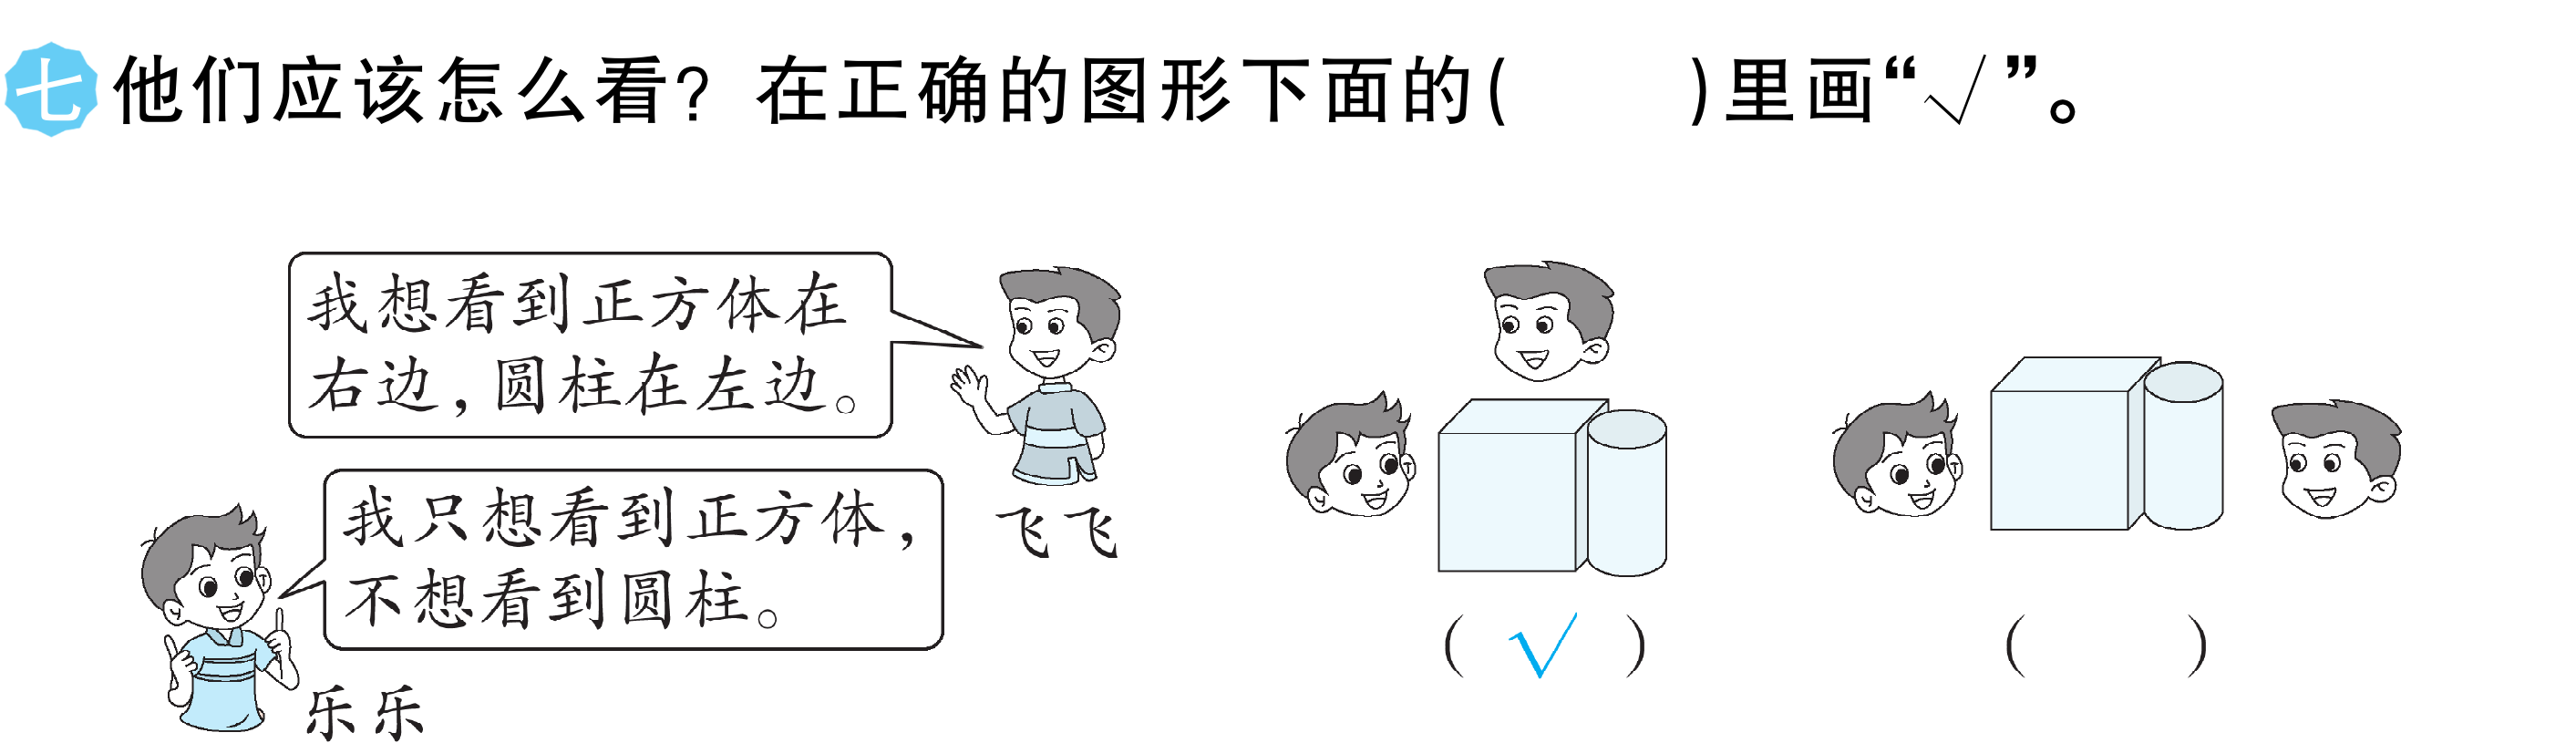 七 他们应该怎么看？在正确的图形下面的(　　)里画“√”。
我想看到正方体在
右边，圆柱在左边。
飞飞
我只想看到正方体，
不想看到圆柱。
乐乐
( √ ) (　　)